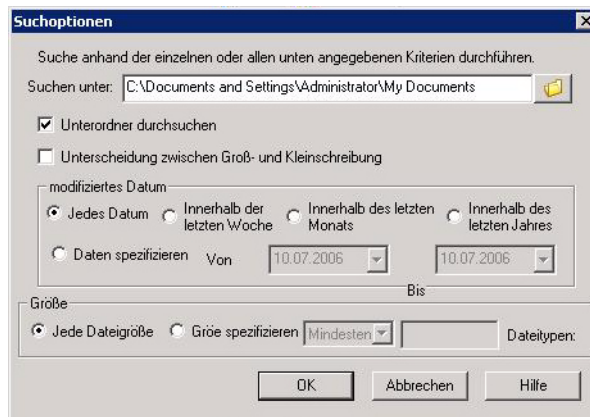 Suchoptionen
Suche anhand der einzelnen oder allen unten angegebenen Kriterien durchführen.
Suchen unter: C:\Documents and Settings\Administrator\My Documents
Unterordner durchsuchen
Unterscheidung zwischen Groß- und Kleinschreibung
modifiziertes Datum
Jedes Datum
Innerhalb der letzten Woche
Innerhalb des letzten Monats
Innerhalb des letzten Jahres
Daten spezifizieren Von 10.07.2006 10.07.2006
Bis
Größe
Jede Dateigröße Gröe spezifizieren Mindesten Dateitypen:
OK Abbrechen Hilfe